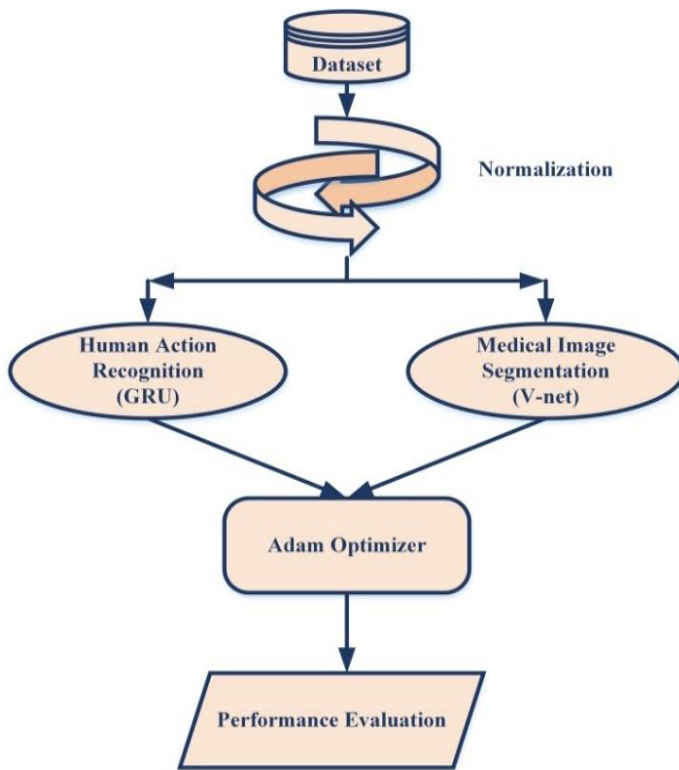 Dataset
Normalization
Human Action
Recognition
(GRU)
Medical Image
Segmentation
(V-net)
Adam Optimizer
Performance Evaluation